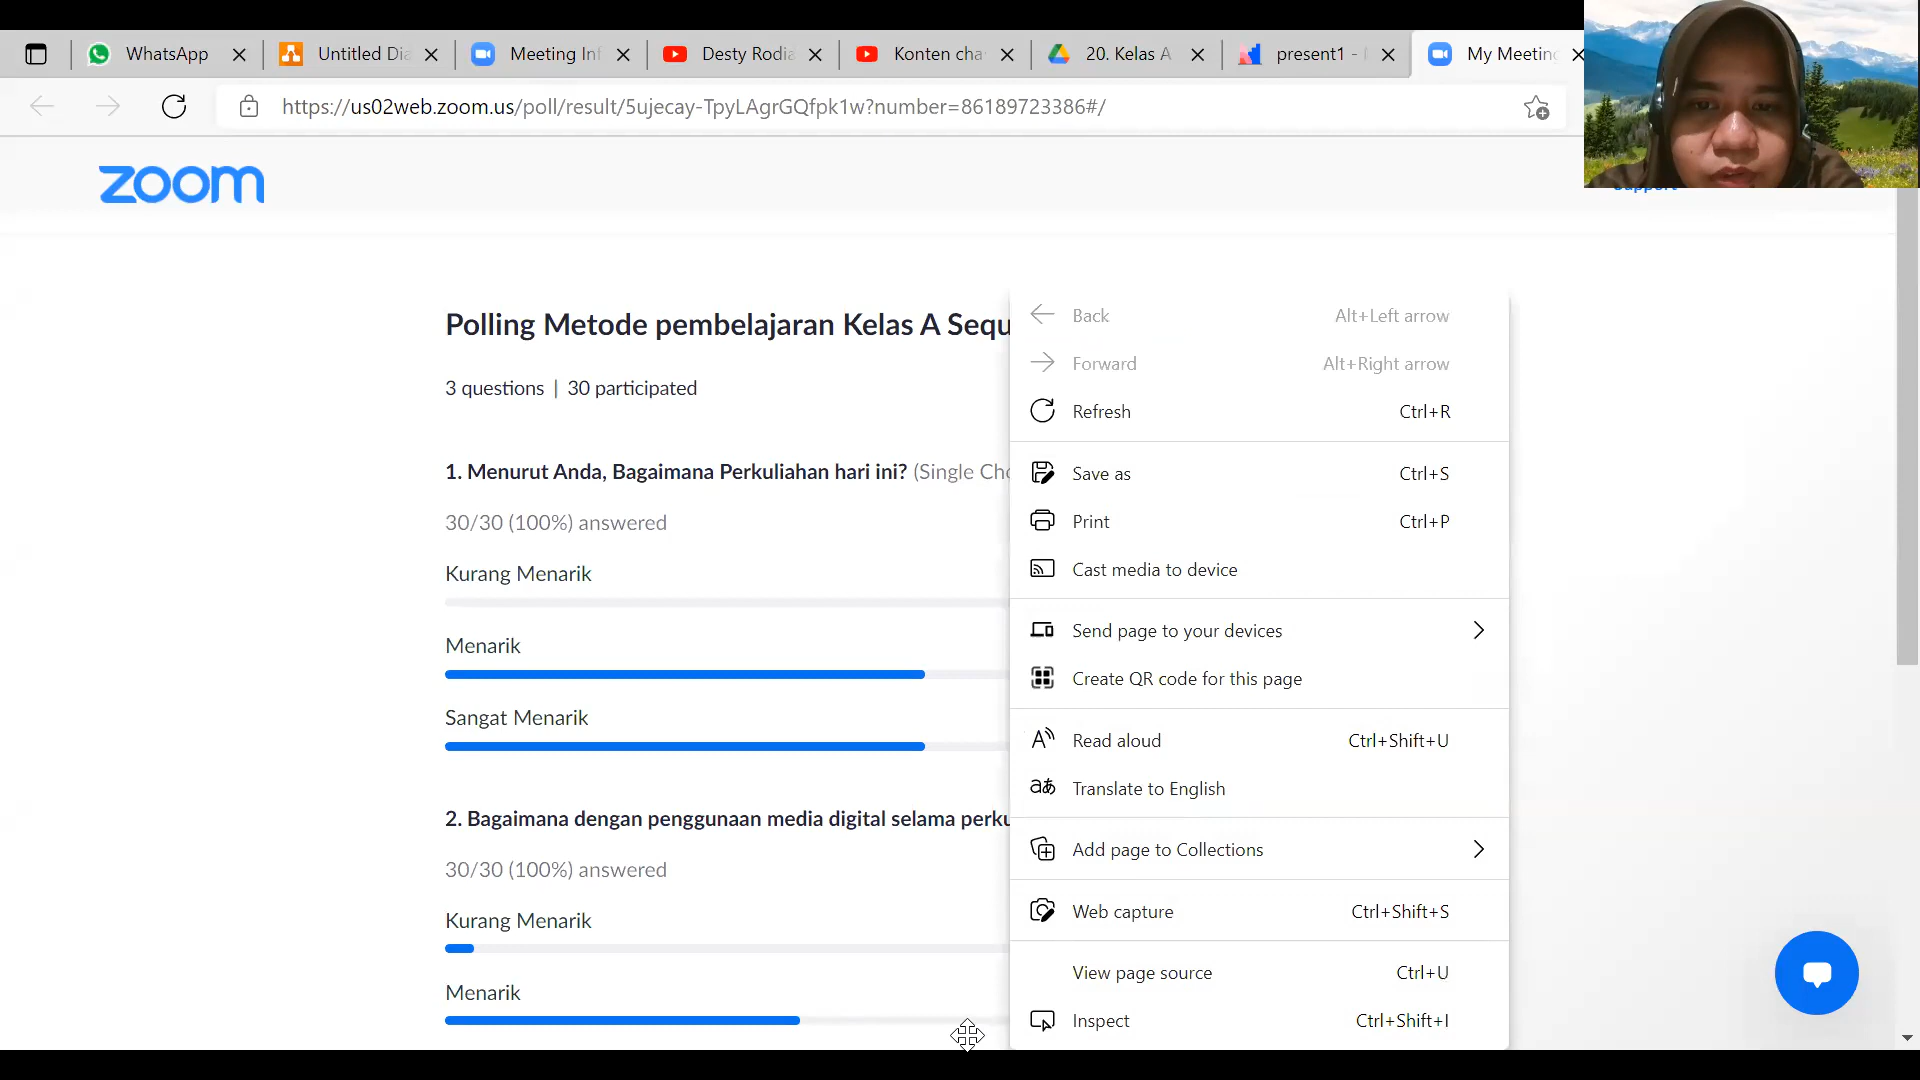 WhatsApp
Untitled Dia
Meeting Inf
Desty Rodia
Konten cha
20. Kelas A
present1 -
My Meeting
https://us02web.zoom.us/poll/result/5ujecay-TpyLAgrGQfpk1w?number=86189723386#/
zoom
Support
Polling Metode pembelajaran Kelas A Sequ
3 questions | 30 participated
1. Menurut Anda, Bagaimana Perkuliahan hari ini? (Single Cho
30/30 (100%) answered
Kurang Menarik
Menarik
Sangat Menarik
2. Bagaimana dengan penggunaan media digital selama perku
30/30 (100%) answered
Kurang Menarik
Menarik
Back Alt+Left arrow
Forward Alt+Right arrow
Refresh Ctrl+R
Save as Ctrl+S
Print Ctrl+P
Cast media to device
Send page to your devices
Create QR code for this page
Read aloud Ctrl+Shift+U
Translate to English
Add page to Collections
Web capture Ctrl+Shift+S
View page source Ctrl+U
Inspect Ctrl+Shift+I